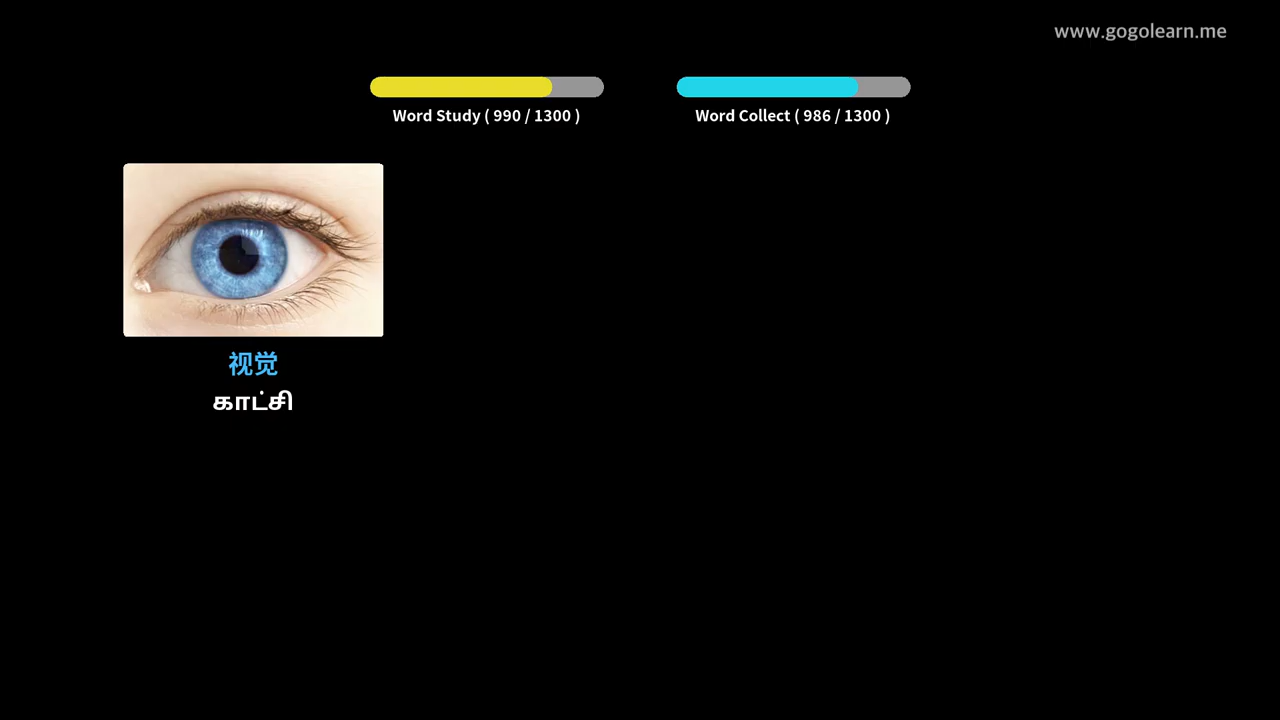 www.gogolearn.me
Word Study ( 990 / 1300 )
Word Collect ( 986 / 1300 )
视觉
காட்சி